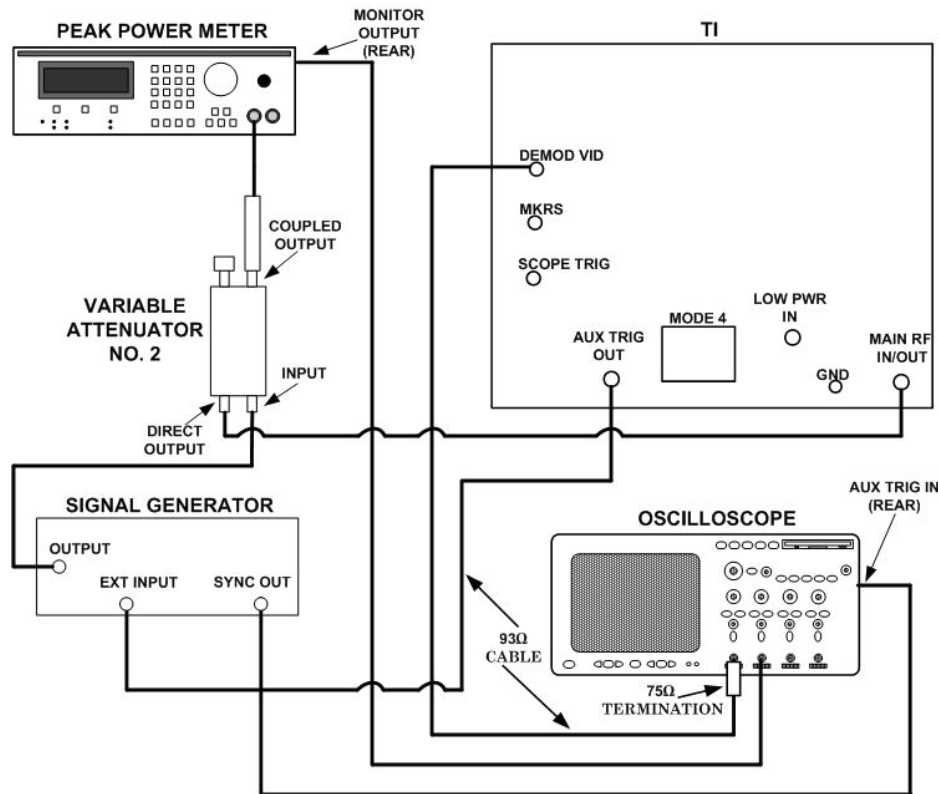 PEAK POWER METER
MONITOR
OUTPUT
(REAR)
TI
DEMOD VID
MKRS
SCOPE TRIG
COUPLED
OUTPUT
VARIABLE
ATTENUATOR
NO. 2
INPUT
DIRECT
OUTPUT
AUX TRIG
OUT
MODE 4
LOW PWR
IN
GND
MAIN RF
IN/OUT
SIGNAL GENERATOR
OUTPUT
EXT INPUT
SYNC OUT
OSCILLOSCOPE
AUX TRIG IN
(REAR)
93Ω
CABLE
75Ω
TERMINATION